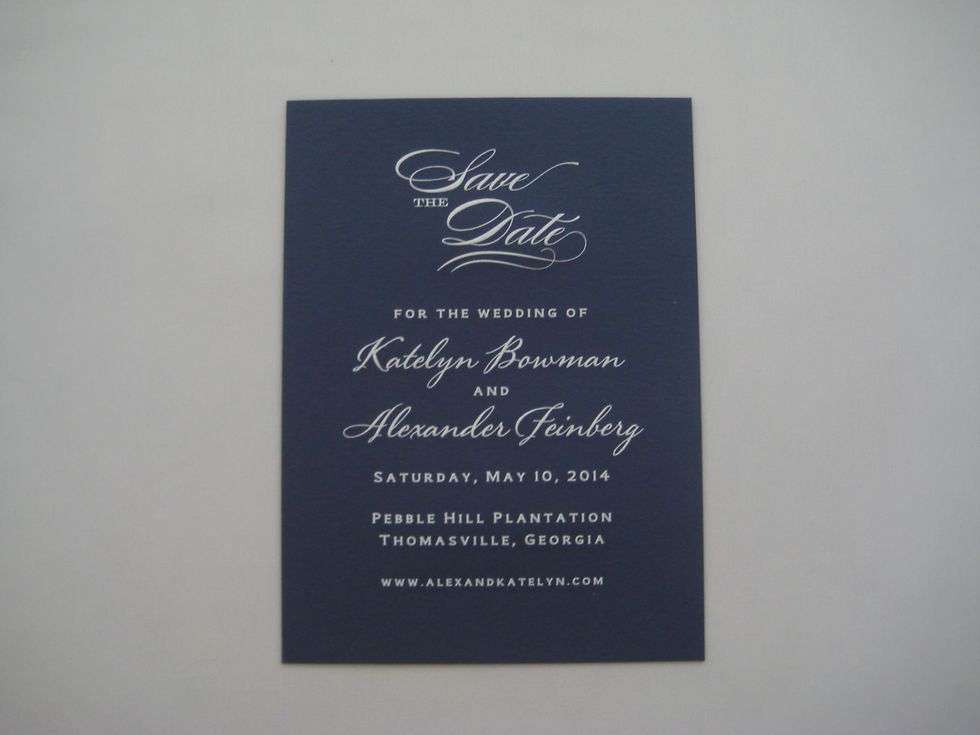 Save
THE
Date
FOR THE WEDDING OF
Katelyn Bowman
AND
Alexander Feinberg
SATURDAY, MAY 10, 2014
PEBBLE HILL PLANTATION
THOMASVILLE, GEORGIA
WWW.ALEXANDKATELYN.COM